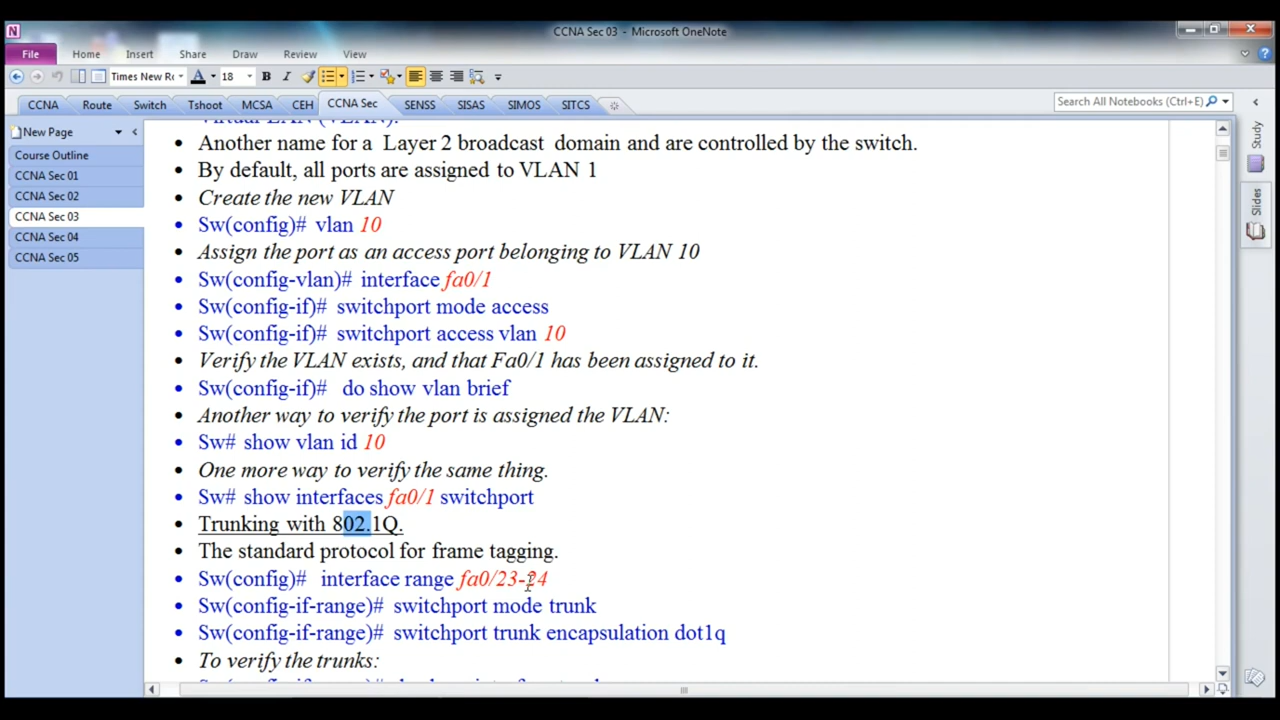 CCNA Sec 03 - Microsoft OneNote
File Home Insert Share Draw Review View
Times New Ro 18 B I
CCNA Route Switch Tshoot MCSA CEH CCNA Sec SENSS SISAS SIMOS SITCS
Search All Notebooks (Ctrl+E)
New Page
Course Outline
CCNA Sec 01
CCNA Sec 02
CCNA Sec 03
CCNA Sec 04
CCNA Sec 05
Virtual LAN (VLAN).
• Another name for a Layer 2 broadcast domain and are controlled by the switch.
• By default, all ports are assigned to VLAN 1
• Create the new VLAN
• Sw(config)# vlan 10
• Assign the port as an access port belonging to VLAN 10
• Sw(config-vlan)# interface fa0/1
• Sw(config-if)# switchport mode access
• Sw(config-if)# switchport access vlan 10
• Verify the VLAN exists, and that Fa0/1 has been assigned to it.
• Sw(config-if)# do show vlan brief
• Another way to verify the port is assigned the VLAN:
• Sw# show vlan id 10
• One more way to verify the same thing.
• Sw# show interfaces fa0/1 switchport
• Trunking with 802.1Q.
• The standard protocol for frame tagging.
• Sw(config)# interface range fa0/23-24
• Sw(config-if-range)# switchport mode trunk
• Sw(config-if-range)# switchport trunk encapsulation dot1q
• To verify the trunks:
Study
Slides